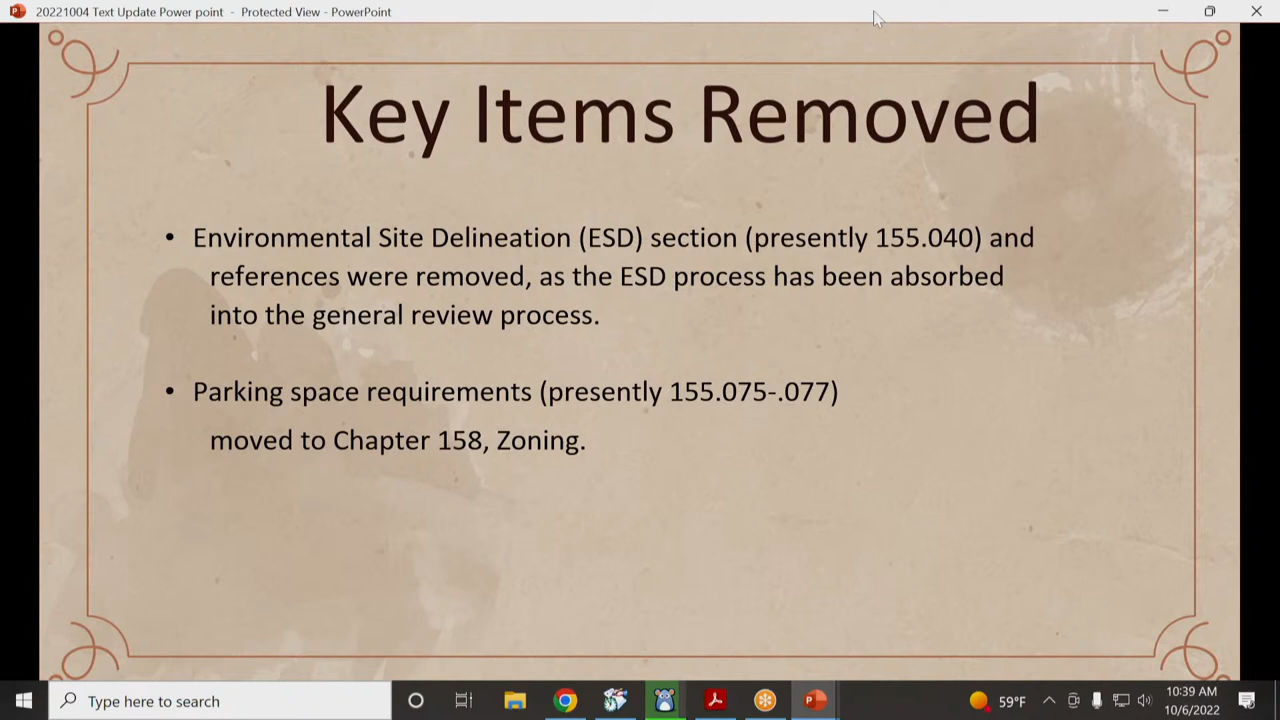 20221004 Text Update Power point - Protected View - PowerPoint
Key Items Removed
• Environmental Site Delineation (ESD) section (presently 155.040) and
references were removed, as the ESD process has been absorbed
into the general review process.
• Parking space requirements (presently 155.075-.077)
moved to Chapter 158, Zoning.
Type here to search
59°F
10:39 AM
10/6/2022